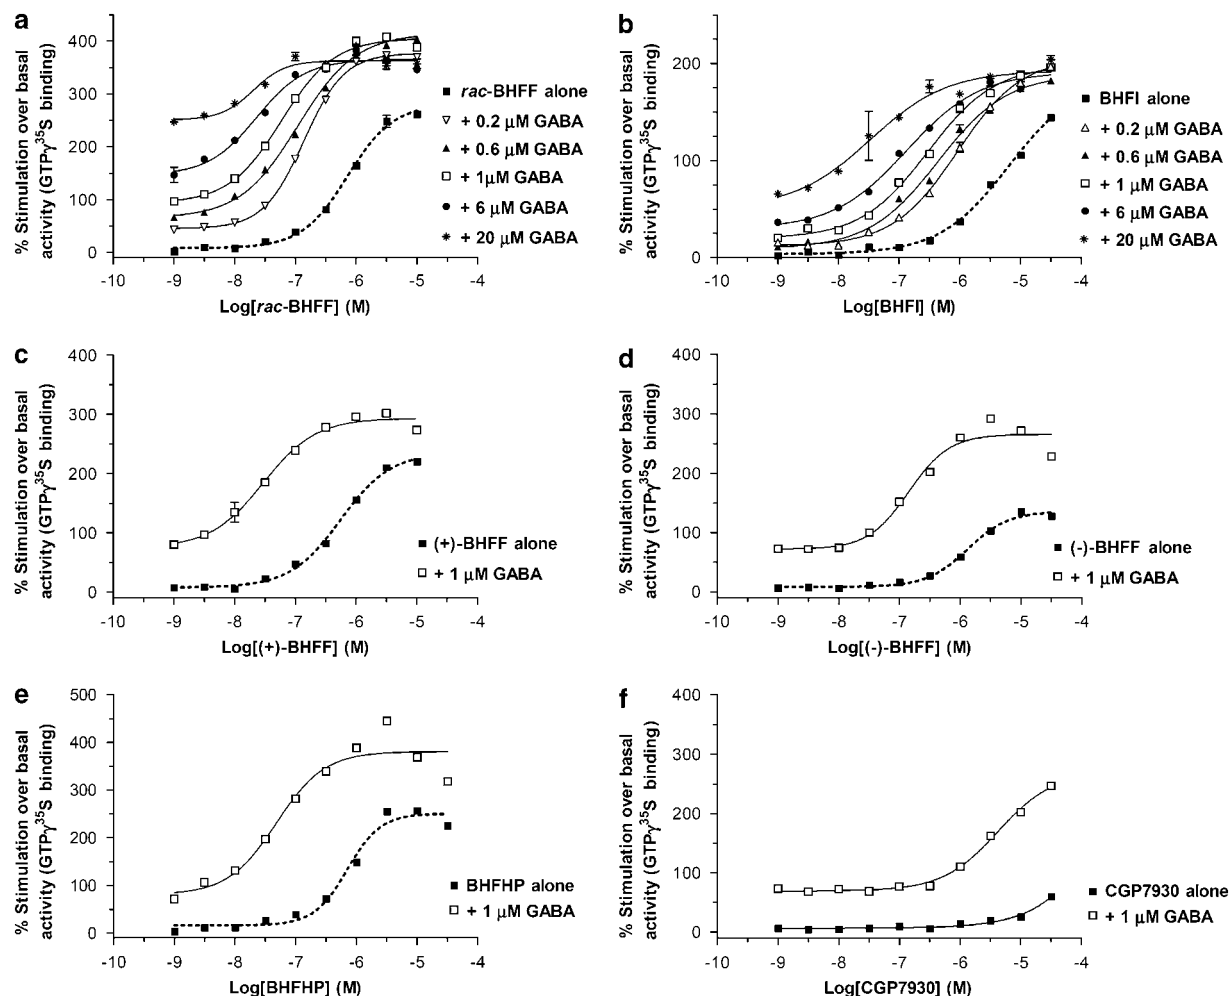 a
% Stimulation over basal
activity (GTPγ³⁵S binding)
400
300
200
100
0
-10 -9 -8 -7 -6 -5 -4
Log[rac-BHFF] (M)
rac-BHFF alone
+ 0.2 μM GABA
+ 0.6 μM GABA
+ 1μM GABA
+ 6 μM GABA
+ 20 μM GABA
b
% Stimulation over basal
activity (GTPγ³⁵S binding)
200
100
0
-10 -9 -8 -7 -6 -5 -4
Log[BHFI] (M)
BHFI alone
+ 0.2 μM GABA
+ 0.6 μM GABA
+ 1 μM GABA
+ 6 μM GABA
+ 20 μM GABA
c
% Stimulation over basal
activity (GTPγ³⁵S binding)
400
300
200
100
0
-10 -9 -8 -7 -6 -5 -4
Log[(+)-BHFF] (M)
(+)-BHFF alone
+ 1 μM GABA
d
% Stimulation over basal
activity (GTPγ³⁵S binding)
400
300
200
100
0
-10 -9 -8 -7 -6 -5 -4
Log[(-)-BHFF] (M)
(-)-BHFF alone
+ 1 μM GABA
e
% Stimulation over basal
activity (GTPγ³⁵S binding)
500
400
300
200
100
0
-10 -9 -8 -7 -6 -5 -4
Log[BHFHP] (M)
BHFHP alone
+ 1 μM GABA
f
% Stimulation over basal
activity (GTPγ³⁵S binding)
400
300
200
100
0
-10 -9 -8 -7 -6 -5 -4
Log[CGP7930] (M)
CGP7930 alone
+ 1 μM GABA